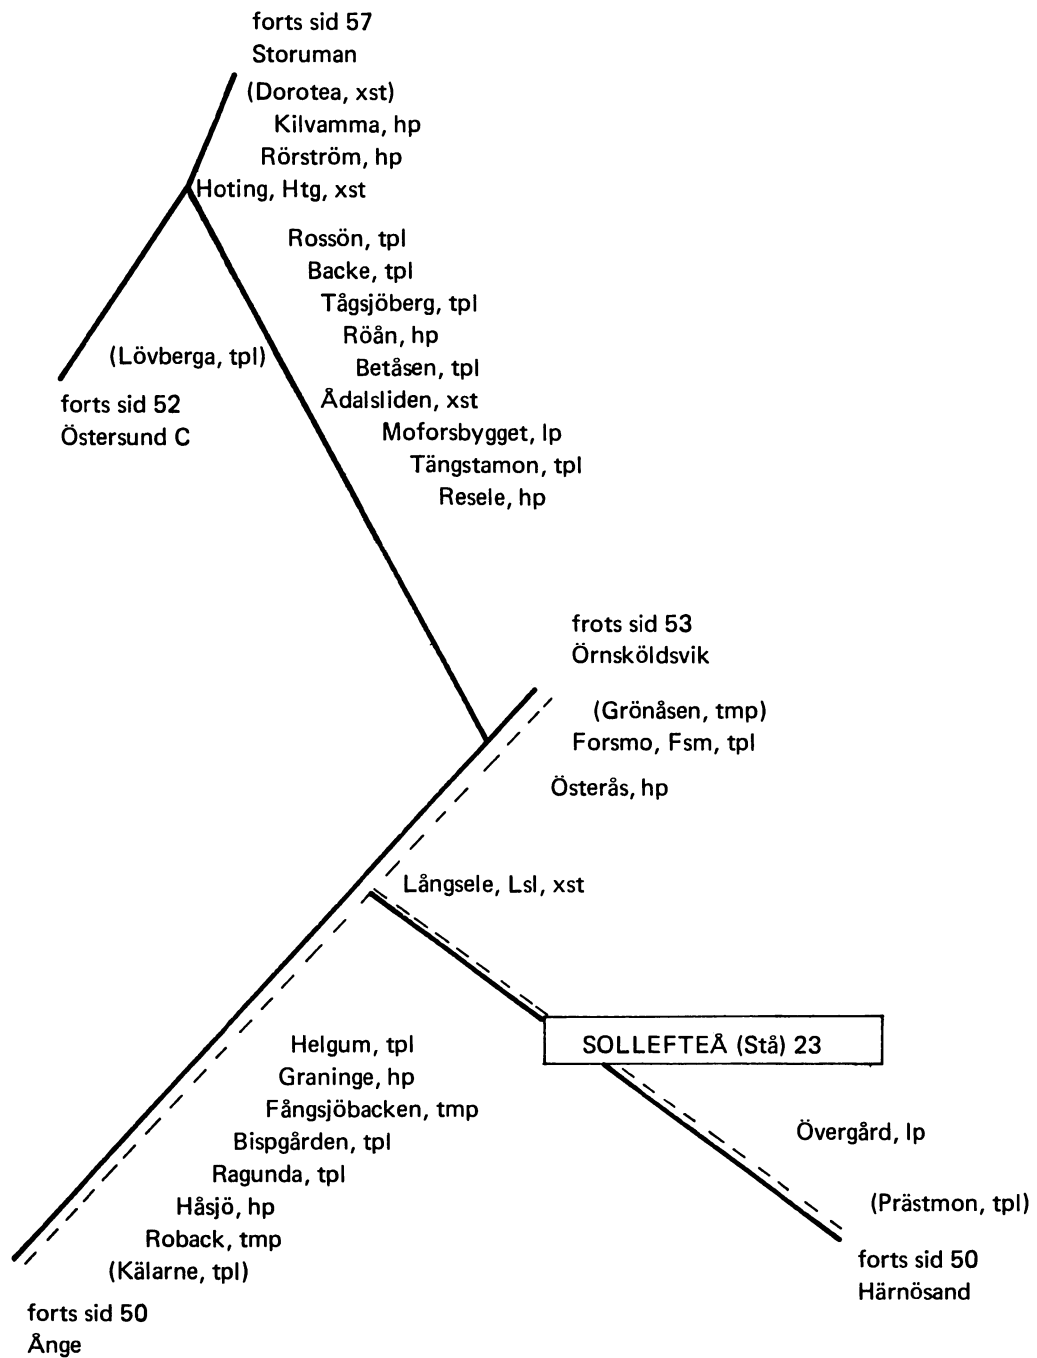 forts sid 57
Storuman
(Dorotea, xst)
Kilvamma, hp
Rörström, hp
Hoting, Htg, xst
Rossön, tpl
Backe, tpl
Tågsjöberg, tpl
Röån, hp
(Lövberga, tpl)
Betåsen, tpl
Ådalsliden, xst
forts sid 52
Östersund C
Moforsbygget, lp
Tängstamon, tpl
Resele, hp
frots sid 53
Örnsköldsvik
(Grönåsen, tmp)
Forsmo, Fsm, tpl
Österås, hp
Långsele, Lsl, xst
SOLLEFTEÅ (Stå) 23
Helgum, tpl
Graninge, hp
Fångsjöbacken, tmp
Bispgården, tpl
Ragunda, tpl
Håsjö, hp
Roback, tmp
(Kälarne, tpl)
forts sid 50
Ånge
Övergård, lp
(Prästmon, tpl)
forts sid 50
Härnösand